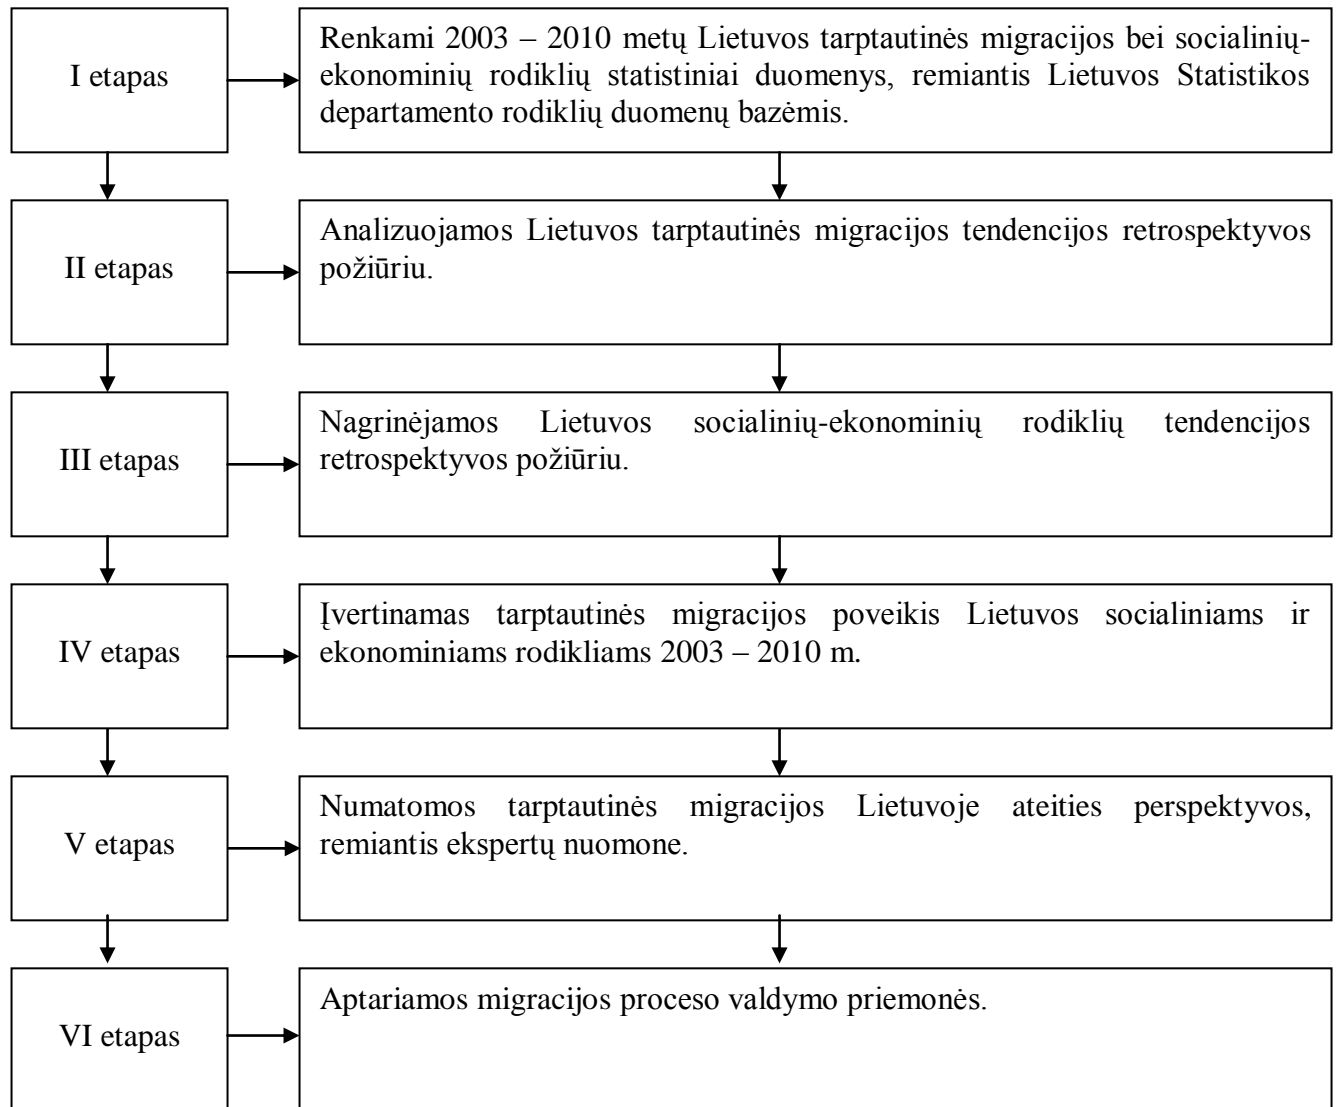 I etapas
Renkami 2003 – 2010 metų Lietuvos tarptautinės migracijos bei socialinių-
ekonominių rodiklių statistiniai duomenys, remiantis Lietuvos Statistikos
departamento rodiklių duomenų bazėmis.
II etapas
Analizuojamos Lietuvos tarptautinės migracijos tendencijos retrospektyvos
požiūriu.
III etapas
Nagrinėjamos Lietuvos socialinių-ekonominių rodiklių tendencijos
retrospektyvos požiūriu.
IV etapas
Įvertinamas tarptautinės migracijos poveikis Lietuvos socialiniams ir
ekonominiams rodikliams 2003 – 2010 m.
V etapas
Numatomos tarptautinės migracijos Lietuvoje ateities perspektyvos,
remiantis ekspertų nuomone.
VI etapas
Aptariamos migracijos proceso valdymo priemonės.